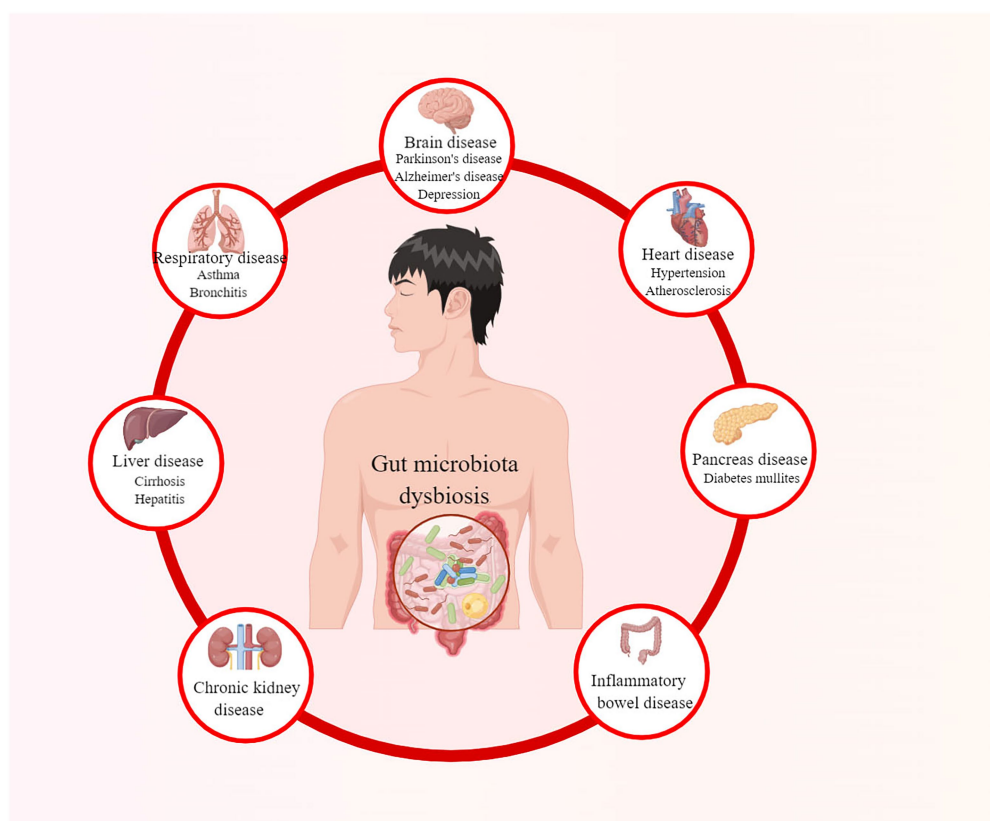 Brain disease
Parkinson's disease
Alzheimer's disease
Depression
Respiratory disease
Asthma
Bronchitis
Heart disease
Hypertension
Atherosclerosis
Liver disease
Cirrhosis
Hepatitis
Gut microbiota
dysbiosis
Pancreas disease
Diabetes mullites
Chronic kidney
disease
Inflammatory
bowel disease